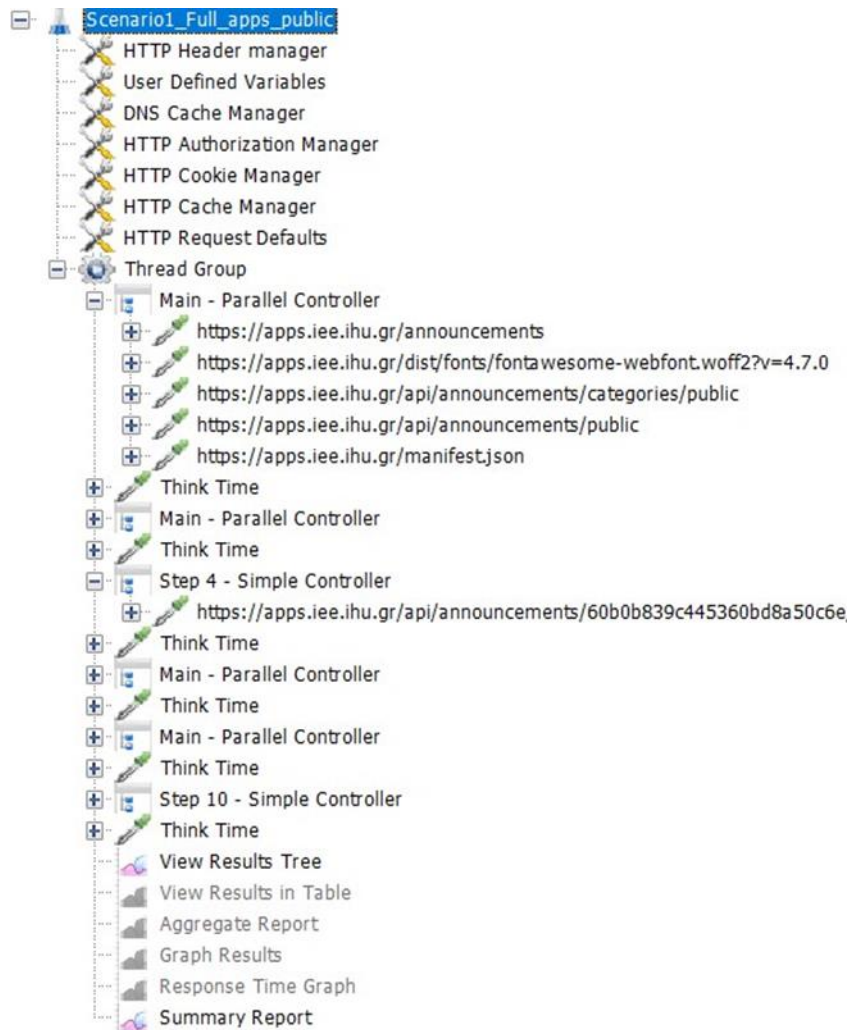 Scenario1_Full_apps_public
HTTP Header manager
User Defined Variables
DNS Cache Manager
HTTP Authorization Manager
HTTP Cookie Manager
HTTP Cache Manager
HTTP Request Defaults
Thread Group
Main - Parallel Controller
https://apps.iee.ihu.gr/announcements
https://apps.iee.ihu.gr/dist/fonts/fontawesome-webfont.woff2?v=4.7.0
https://apps.iee.ihu.gr/api/announcements/categories/public
https://apps.iee.ihu.gr/api/announcements/public
https://apps.iee.ihu.gr/manifest.json
Think Time
Main - Parallel Controller
Think Time
Step 4 - Simple Controller
https://apps.iee.ihu.gr/api/announcements/60b0b839c445360bd8a50c6e/
Think Time
Main - Parallel Controller
Think Time
Main - Parallel Controller
Think Time
Step 10 - Simple Controller
Think Time
View Results Tree
View Results in Table
Aggregate Report
Graph Results
Response Time Graph
Summary Report